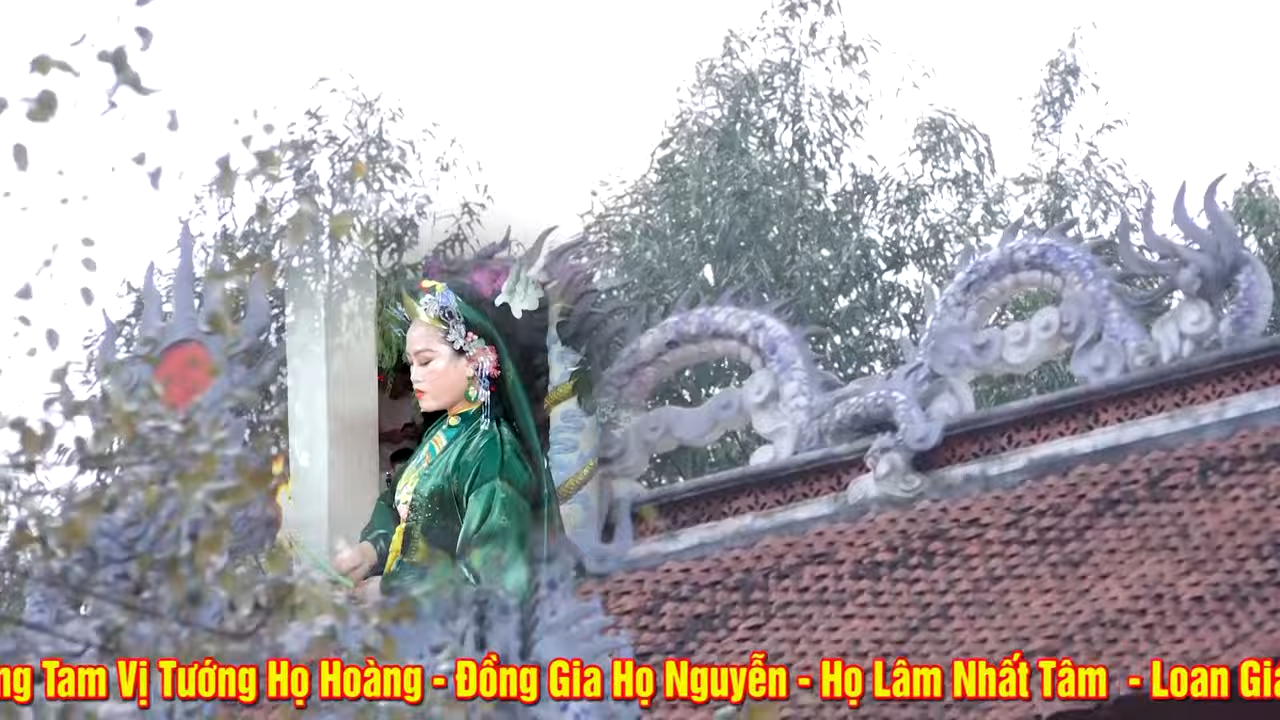 Tam Vị Tướng Họ Hoàng - Đồng Gia Họ Nguyễn - Họ Lâm Nhất Tâm - Loan